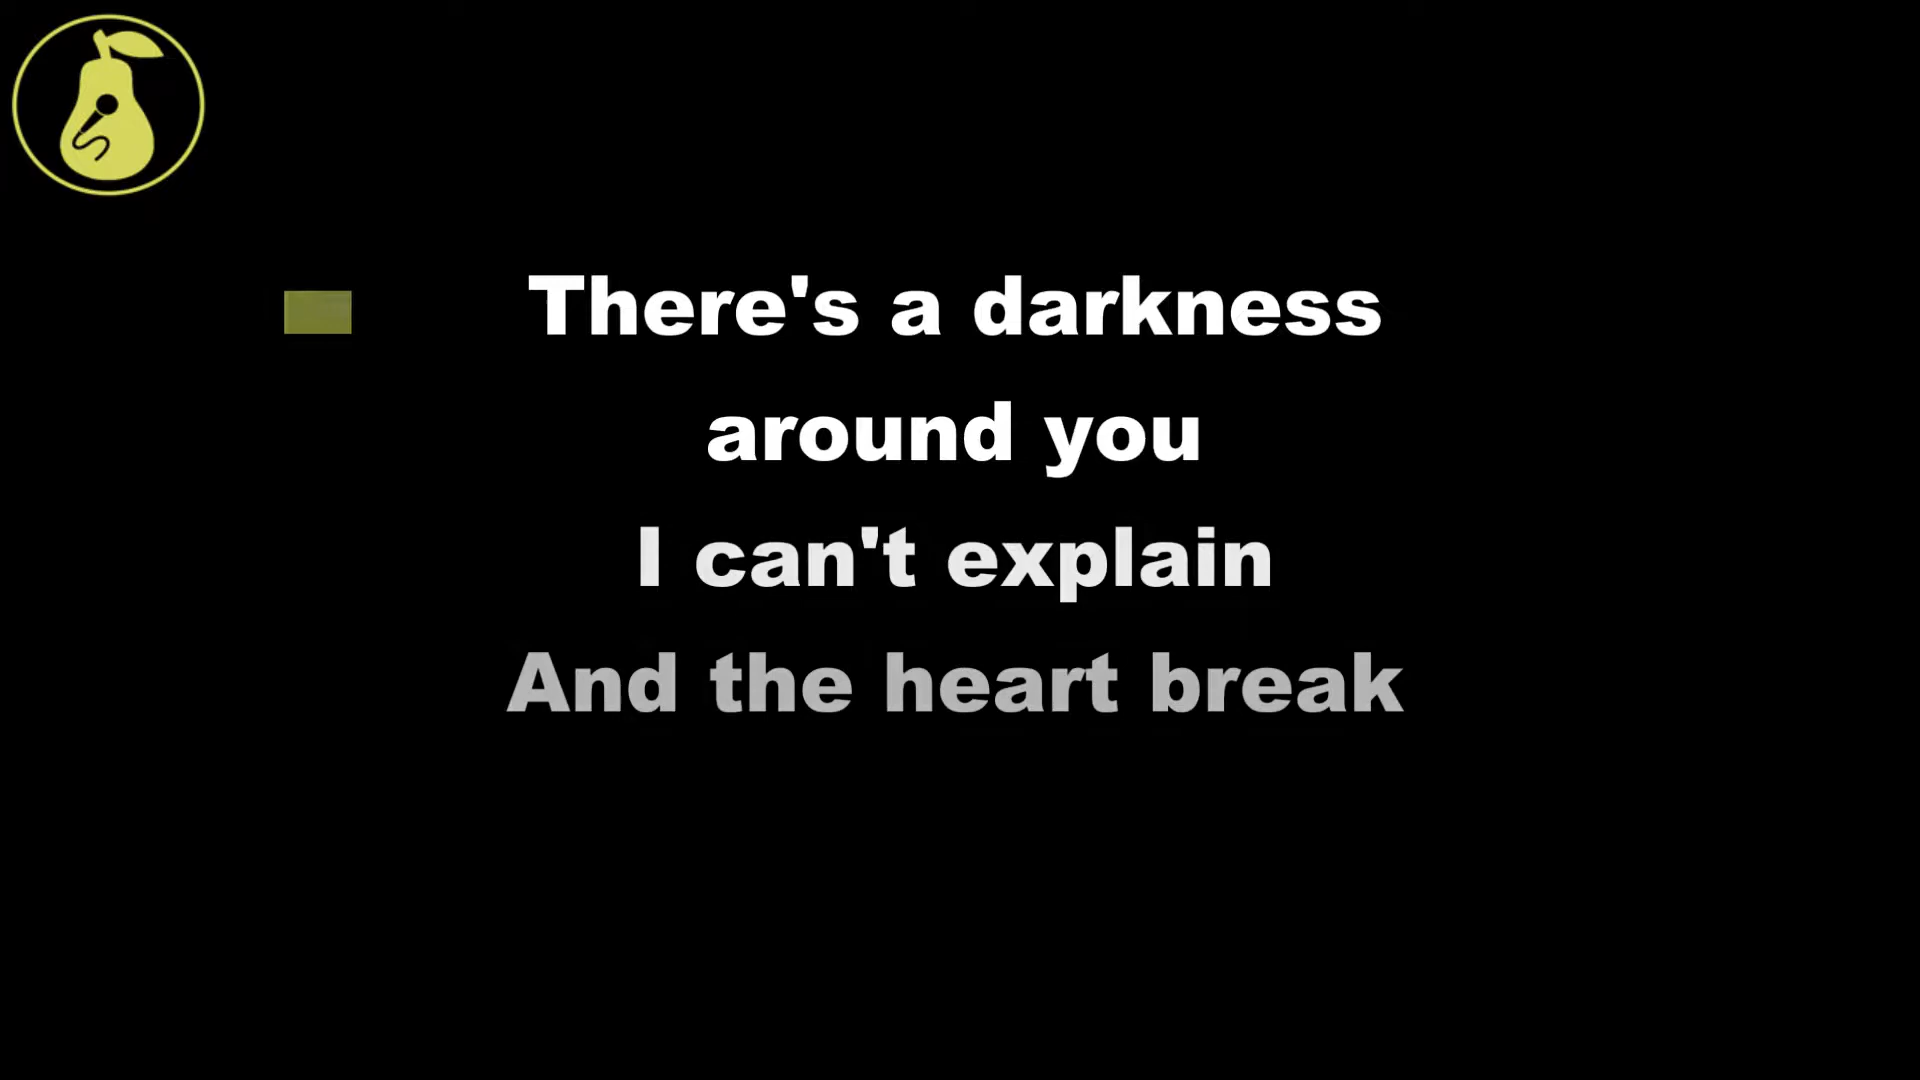 There's a darkness
around you
I can't explain
And the heart break